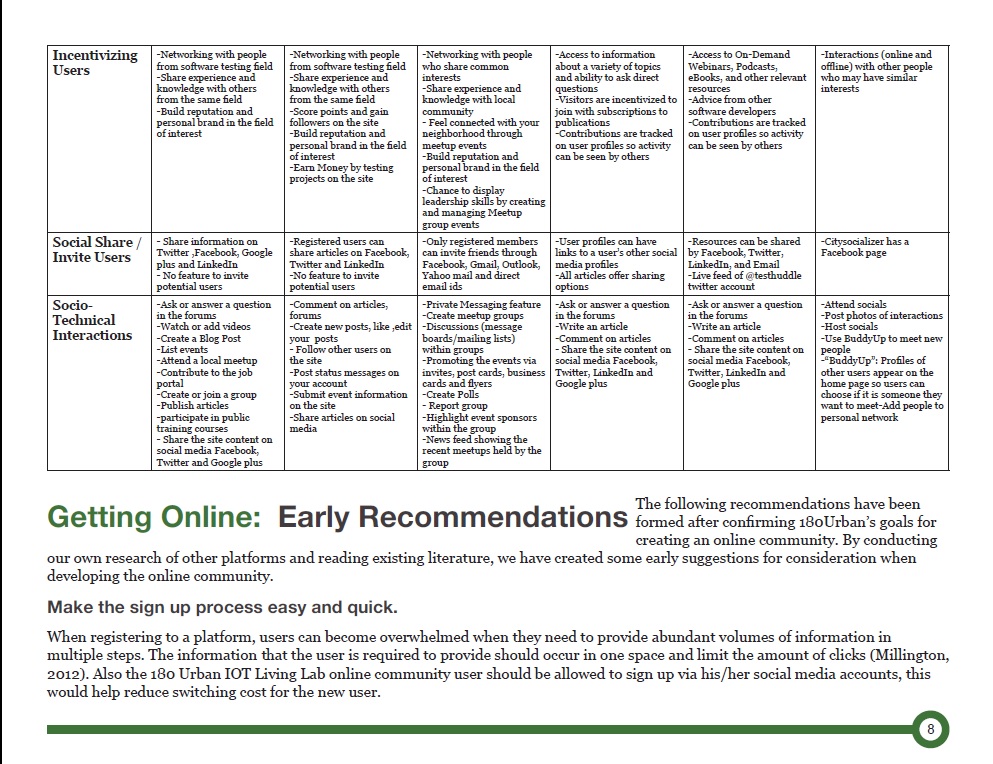 Incentivizing
Users
-Networking with people
from software testing field
-Share experience and
knowledge with others
from the same field
-Build reputation and
personal brand in the field
of interest
-Networking with people
from software testing field
-Share experience and
knowledge with others
from the same field
-Score points and gain
followers on the site
-Build reputation and
personal brand in the field
of interest
-Earn Money by testing
projects on the site
-Networking with people
who share common
interests
-Share experience and
knowledge with local
community
- Feel connected with your
neighborhood through
meetup events
-Build reputation and
personal brand in the field
of interest
-Chance to display
leadership skills by creating
and managing Meetup
group events
-Access to information
about a variety of topics
and ability to ask direct
questions
-Visitors are incentivized to
join with subscriptions to
publications
-Contributions are tracked
on user profiles so activity
can be seen by others
-Access to On-Demand
Webinars, Podcasts,
eBooks, and other relevant
resources
-Advice from other
software developers
-Contributions are tracked
on user profiles so activity
can be seen by others
-Interactions (online and
offline) with other people
who may have similar
interests
Social Share /
Invite Users
- Share information on
Twitter ,Facebook, Google
plus and LinkedIn
- No feature to invite
potential users
-Registered users can
share articles on Facebook,
Twitter and LinkedIn
-No feature to invite
potential users
-Only registered members
can invite friends through
Facebook, Gmail, Outlook,
Yahoo mail and direct
email ids
-User profiles can have
links to a user's other social
media profiles
-All articles offer sharing
options
-Resources can be shared
by Facebook, Twitter,
LinkedIn, and Email
-Live feed of @testhuddle
twitter account
-Citysocializer has a
Facebook page
Socio-
Technical
Interactions
-Ask or answer a question
in the forums
-Watch or add videos
-Create a Blog Post
-List events
-Attend a local meetup
-Contribute to the job
portal
-Create or join a group
-Publish articles
-participate in public
training courses
- Share the site content on
social media Facebook,
Twitter and Google plus
-Comment on articles,
forums
-Create new posts, like ,edit
your  posts
- Follow other users on
the site
-Post status messages on
your account
-Submit event information
on the site
-Share articles on social
media
-Private Messaging feature
-Create meetup groups
-Discussions (message
boards/mailing lists)
within groups
-Promoting the events via
invites, post cards, business
cards and flyers
-Create Polls
- Report group
-Highlight event sponsors
within the group
-News feed showing the
recent meetups held by the
group
-Ask or answer a question
in the forums
-Write an article
-Comment on articles
- Share the site content on
social media Facebook,
Twitter, LinkedIn and
Google plus
-Ask or answer a question
in the forums
-Write an article
-Comment on articles
- Share the site content on
social media Facebook,
Twitter, LinkedIn and
Google plus
-Attend socials
-Post photos of interactions
-Host socials
-Use BuddyUp to meet new
people
-"BuddyUp": Profiles of
other users appear on the
home page so users can
choose if it is someone they
want to meet-Add people to
personal network
Getting Online:  Early Recommendations
The following recommendations have been
formed after confirming 180Urban's goals for
creating an online community. By conducting
our own research of other platforms and reading existing literature, we have created some early suggestions for consideration when
developing the online community.
Make the sign up process easy and quick.
When registering to a platform, users can become overwhelmed when they need to provide abundant volumes of information in
multiple steps. The information that the user is required to provide should occur in one space and limit the amount of clicks (Millington,
2012). Also the 180 Urban IOT Living Lab online community user should be allowed to sign up via his/her social media accounts, this
would help reduce switching cost for the new user.
8